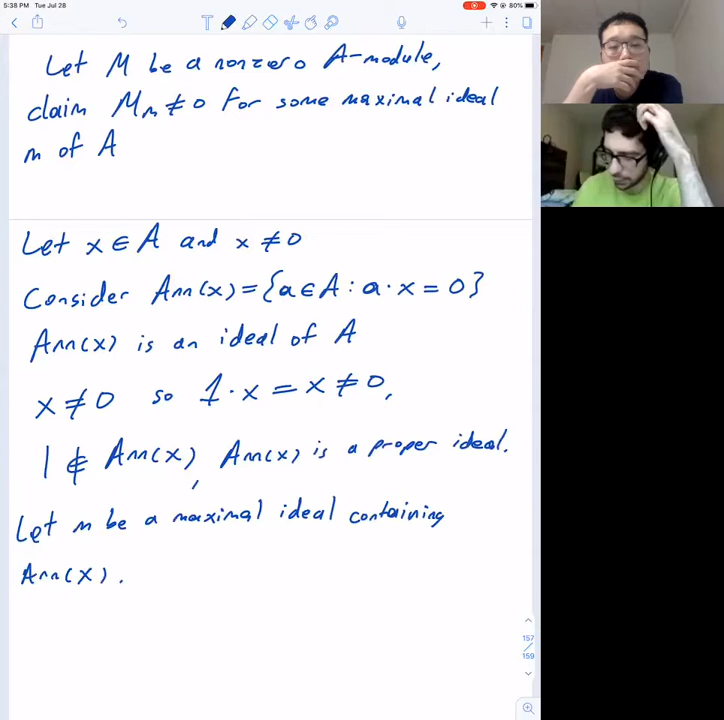 5:38 PM Tue Jul 28
80%
Let M be a nonzero A-module,
claim Mm ≠ 0 for some maximal ideal
m of A
Let x ∈ A and x ≠ 0
Consider Ann(x) = {a ∈ A : a · x = 0}
Ann(x) is an ideal of A
x ≠ 0 so 1 · x = x ≠ 0,
1 ∉ Ann(x), Ann(x) is a proper ideal.
Let m be a maximal ideal containing
Ann(x).
157
/
159